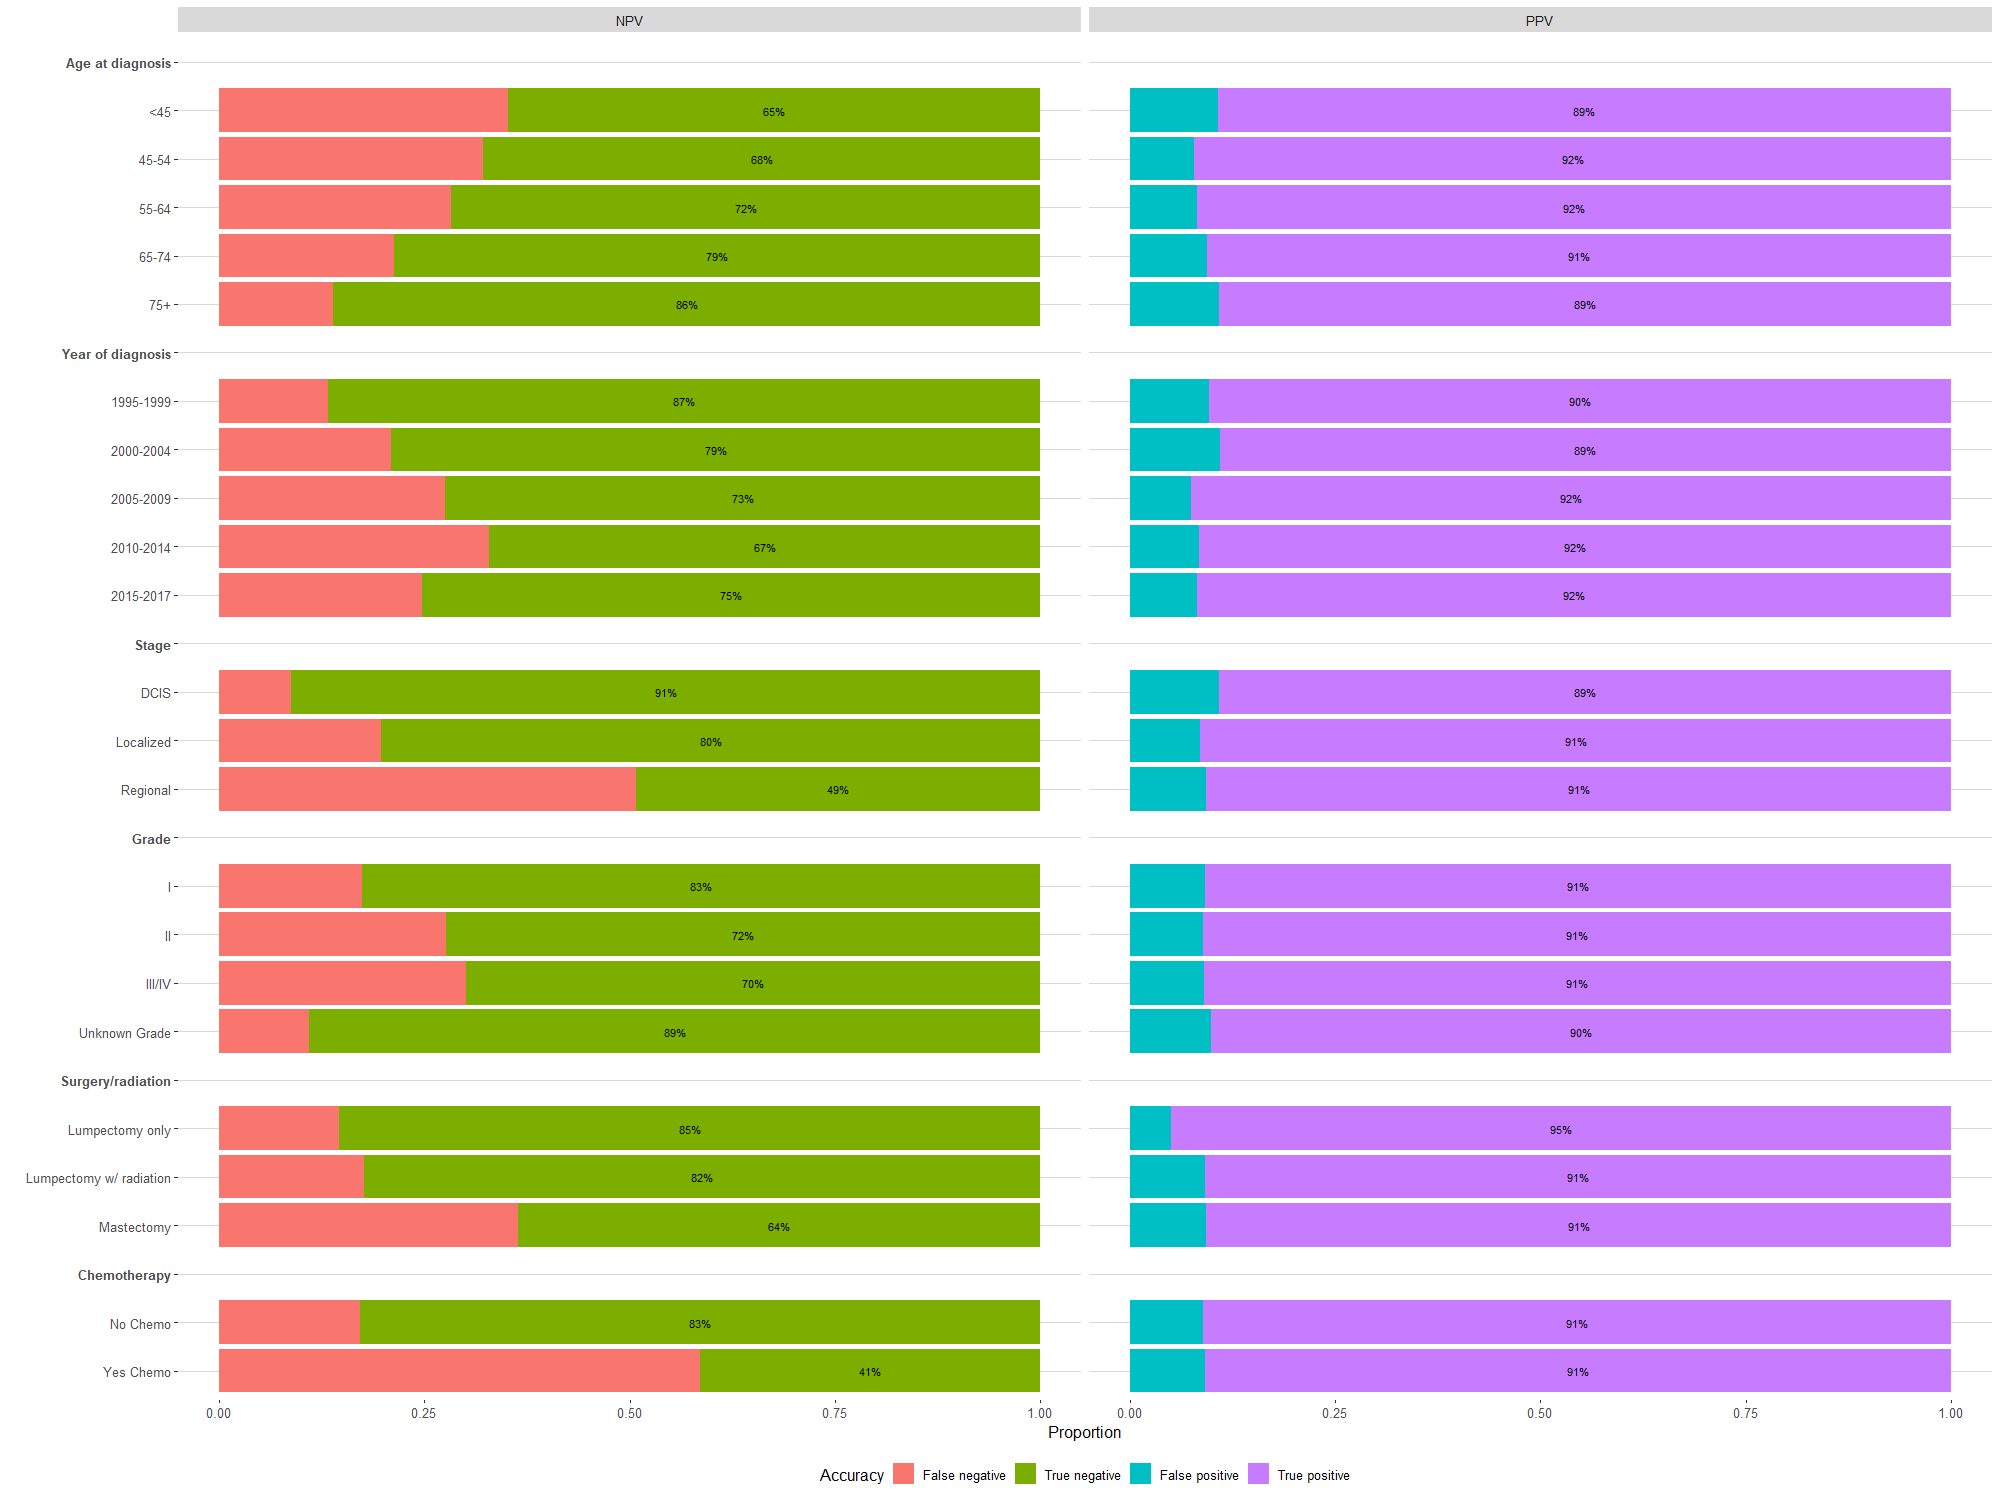 NPV PPV
Age at diagnosis
<45 65% 89%
45-54 68% 92%
55-64 72% 92%
65-74 79% 91%
75+ 86% 89%
Year of diagnosis
1995-1999 87% 90%
2000-2004 79% 89%
2005-2009 73% 92%
2010-2014 67% 92%
2015-2017 75% 92%
Stage
DCIS 91% 89%
Localized 80% 91%
Regional 49% 91%
Grade
I 83% 91%
II 72% 91%
III/IV 70% 91%
Unknown Grade 89% 90%
Surgery/radiation
Lumpectomy only 85% 95%
Lumpectomy w/ radiation 82% 91%
Mastectomy 64% 91%
Chemotherapy
No Chemo 83% 91%
Yes Chemo 41% 91%
0.00 0.25 0.50 0.75 1.00 0.00 0.25 0.50 0.75 1.00
Proportion
Accuracy False negative True negative False positive True positive